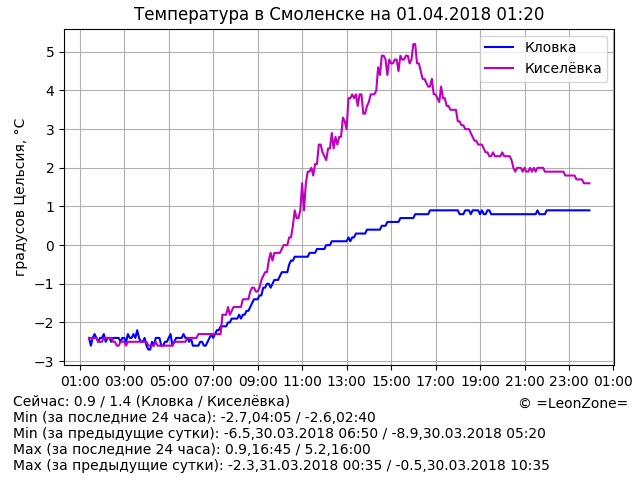 Температура в Смоленске на 01.04.2018 01:20
градусов Цельсия, °C
5
4
3
2
1
0
−1
−2
−3
Кловка
Киселёвка
01:00 03:00 05:00 07:00 09:00 11:00 13:00 15:00 17:00 19:00 21:00 23:00 01:00
Сейчас: 0.9 / 1.4 (Кловка / Киселёвка)
© =LeonZone=
Min (за последние 24 часа): -2.7,04:05 / -2.6,02:40
Min (за предыдущие сутки): -6.5,30.03.2018 06:50 / -8.9,30.03.2018 05:20
Max (за последние 24 часа): 0.9,16:45 / 5.2,16:00
Max (за предыдущие сутки): -2.3,31.03.2018 00:35 / -0.5,30.03.2018 10:35